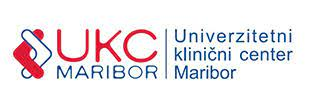 UKC
MARIBOR
Univerzitetni
klinični center
Maribor